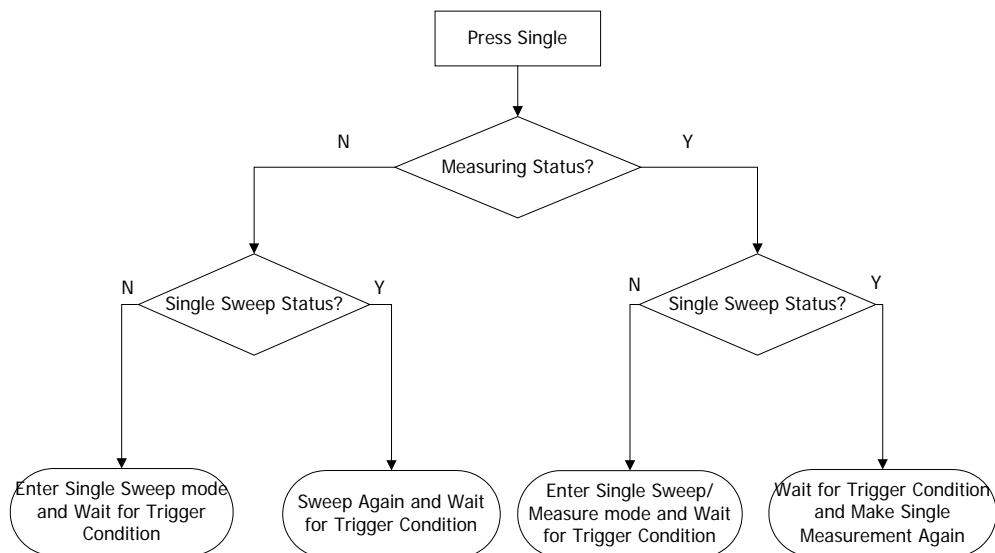 Press Single
N
Y
Measuring Status?
N
Single Sweep Status?
Y
N
Single Sweep Status?
Y
Enter Single Sweep mode
and Wait for Trigger
Condition
Sweep Again and Wait
for Trigger Condition
Enter Single Sweep/
Measure mode and Wait
for Trigger Condition
Wait for Trigger Condition
and Make Single
Measurement Again